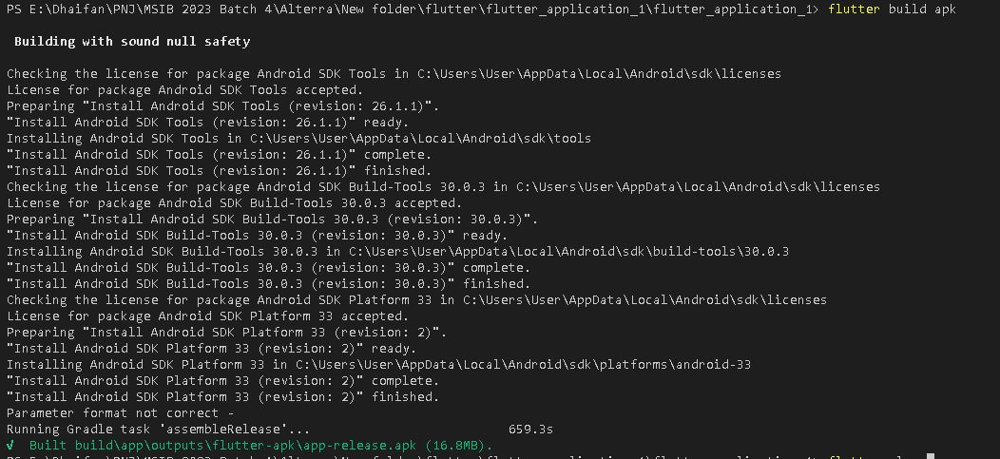 PS E:\Dhaifan\PNJ\MSIB 2023 Batch 4\Alterra\New folder\flutter\flutter_application_1\flutter_application_1> flutter build apk
Building with sound null safety
Checking the license for package Android SDK Tools in C:\Users\User\AppData\Local\Android\sdk\licenses
License for package Android SDK Tools accepted.
Preparing "Install Android SDK Tools (revision: 26.1.1)".
"Install Android SDK Tools (revision: 26.1.1)" ready.
Installing Android SDK Tools in C:\Users\User\AppData\Local\Android\sdk\tools
"Install Android SDK Tools (revision: 26.1.1)" complete.
"Install Android SDK Tools (revision: 26.1.1)" finished.
Checking the license for package Android SDK Build-Tools 30.0.3 in C:\Users\User\AppData\Local\Android\sdk\licenses
License for package Android SDK Build-Tools 30.0.3 accepted.
Preparing "Install Android SDK Build-Tools 30.0.3 (revision: 30.0.3)".
"Install Android SDK Build-Tools 30.0.3 (revision: 30.0.3)" ready.
Installing Android SDK Build-Tools 30.0.3 in C:\Users\User\AppData\Local\Android\sdk\build-tools\30.0.3
"Install Android SDK Build-Tools 30.0.3 (revision: 30.0.3)" complete.
"Install Android SDK Build-Tools 30.0.3 (revision: 30.0.3)" finished.
Checking the license for package Android SDK Platform 33 in C:\Users\User\AppData\Local\Android\sdk\licenses
License for package Android SDK Platform 33 accepted.
Preparing "Install Android SDK Platform 33 (revision: 2)".
"Install Android SDK Platform 33 (revision: 2)" ready.
Installing Android SDK Platform 33 in C:\Users\User\AppData\Local\Android\sdk\platforms\android-33
"Install Android SDK Platform 33 (revision: 2)" complete.
"Install Android SDK Platform 33 (revision: 2)" finished.
Parameter format not correct -
Running Gradle task 'assembleRelease'... 659.3s
√ Built build\app\outputs\flutter-apk\app-release.apk (16.8MB).